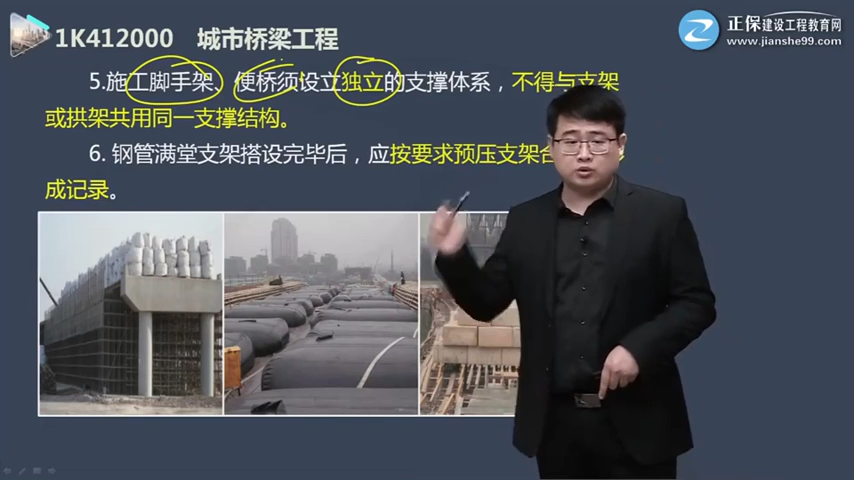 1K412000 城市桥梁工程
正保建设工程教育网
www.jianshe99.com
5.施工脚手架、便桥须设立独立的支撑体系，不得与支架
或拱架共用同一支撑结构。
6. 钢管满堂支架搭设完毕后，应按要求预压支架合
成记录。